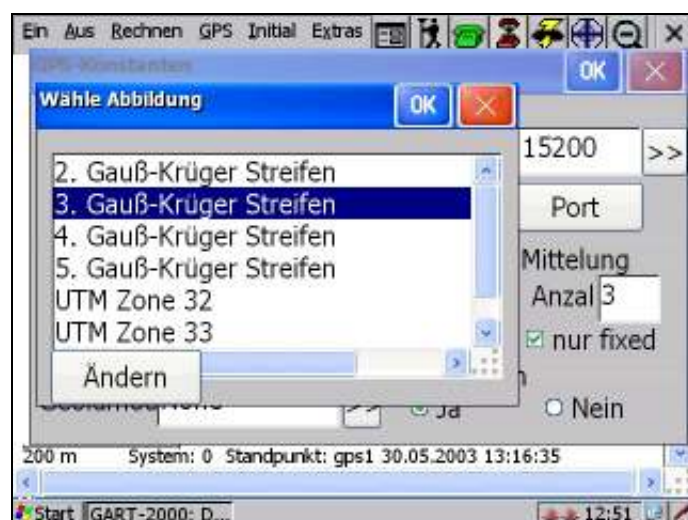 Ein Aus Rechnen GPS Initial Extras
GPS-Konstanten OK
Wähle Abbildung OK
15200 >>
2. Gauß-Krüger Streifen
3. Gauß-Krüger Streifen
Port
4. Gauß-Krüger Streifen
5. Gauß-Krüger Streifen
Mittelung
UTM Zone 32
Anzal 3
UTM Zone 33
nur fixed
Ändern
>> Ja Nein
200 m System: 0 Standpunkt: gps1 30.05.2003 13:16:35
Start GART-2000: D... 12:51